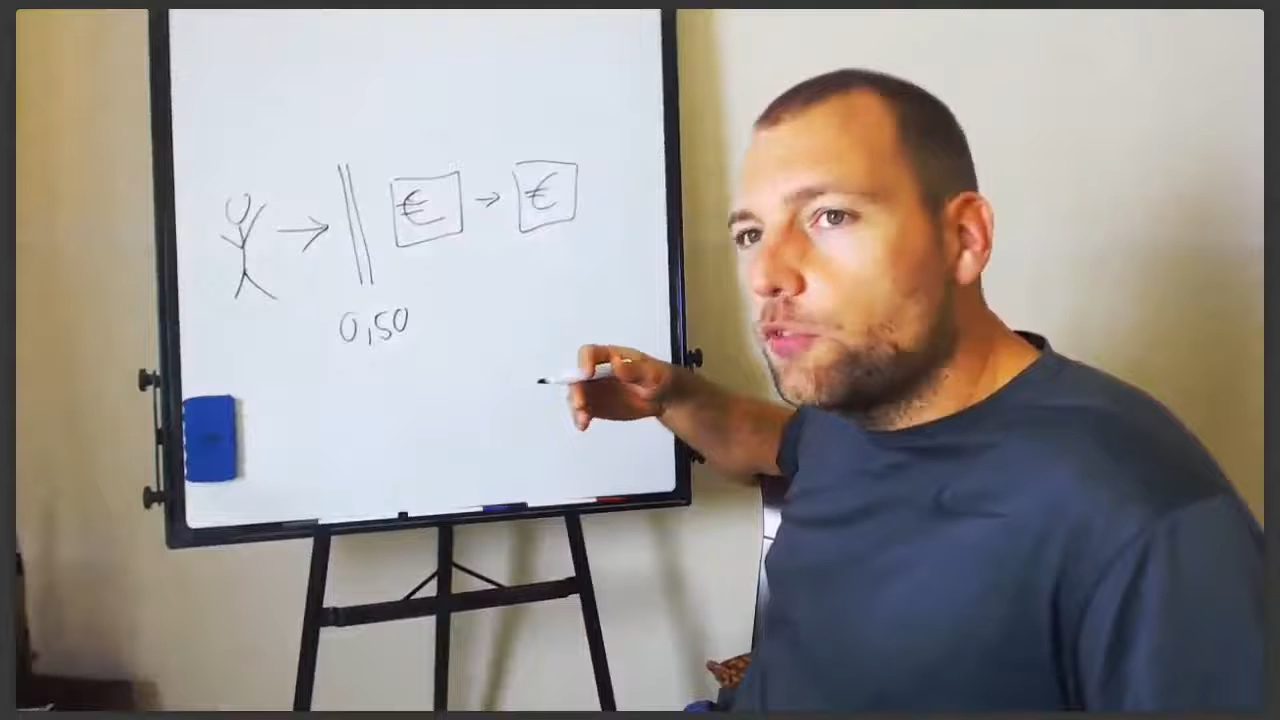 € → €
0,50